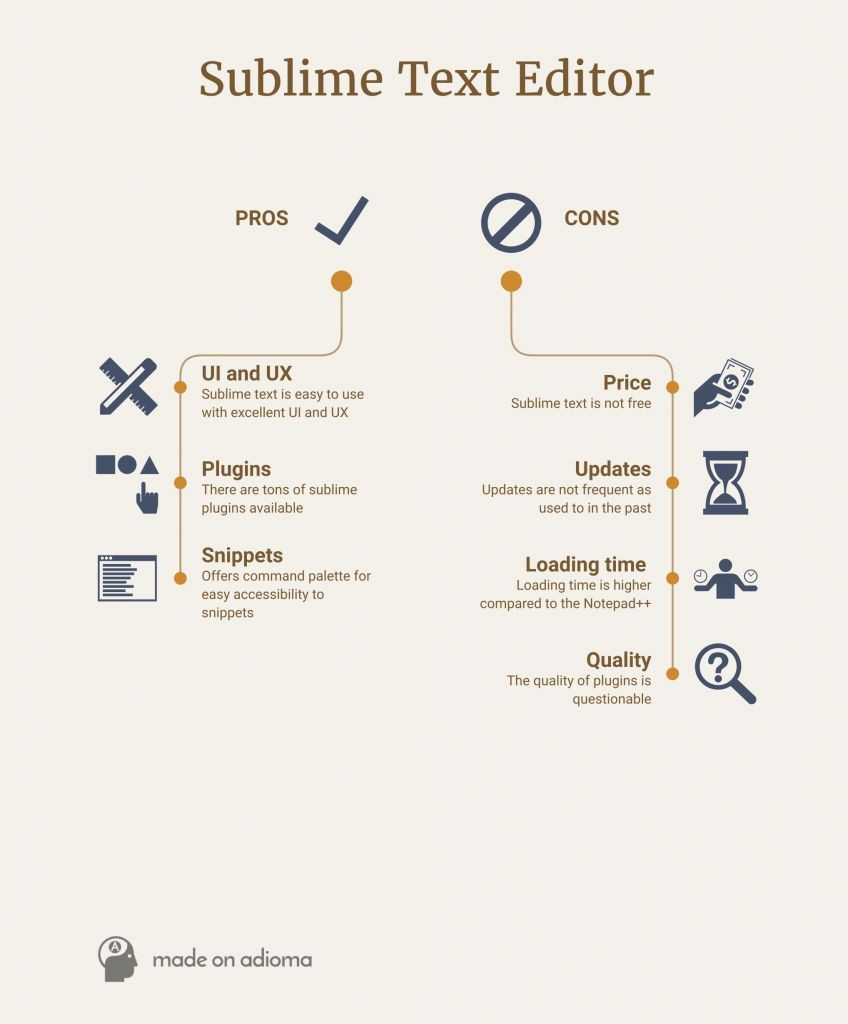 Sublime Text Editor
PROS
CONS
UI and UX
Sublime text is easy to use
with excellent UI and UX
Plugins
There are tons of sublime
plugins available
Snippets
Offers command palette for
easy accessibility to
snippets
Price
Sublime text is not free
Updates
Updates are not frequent as
used to in the past
Loading time
Loading time is higher
compared to the Notepad++
Quality
The quality of plugins is
questionable
A
made on adioma